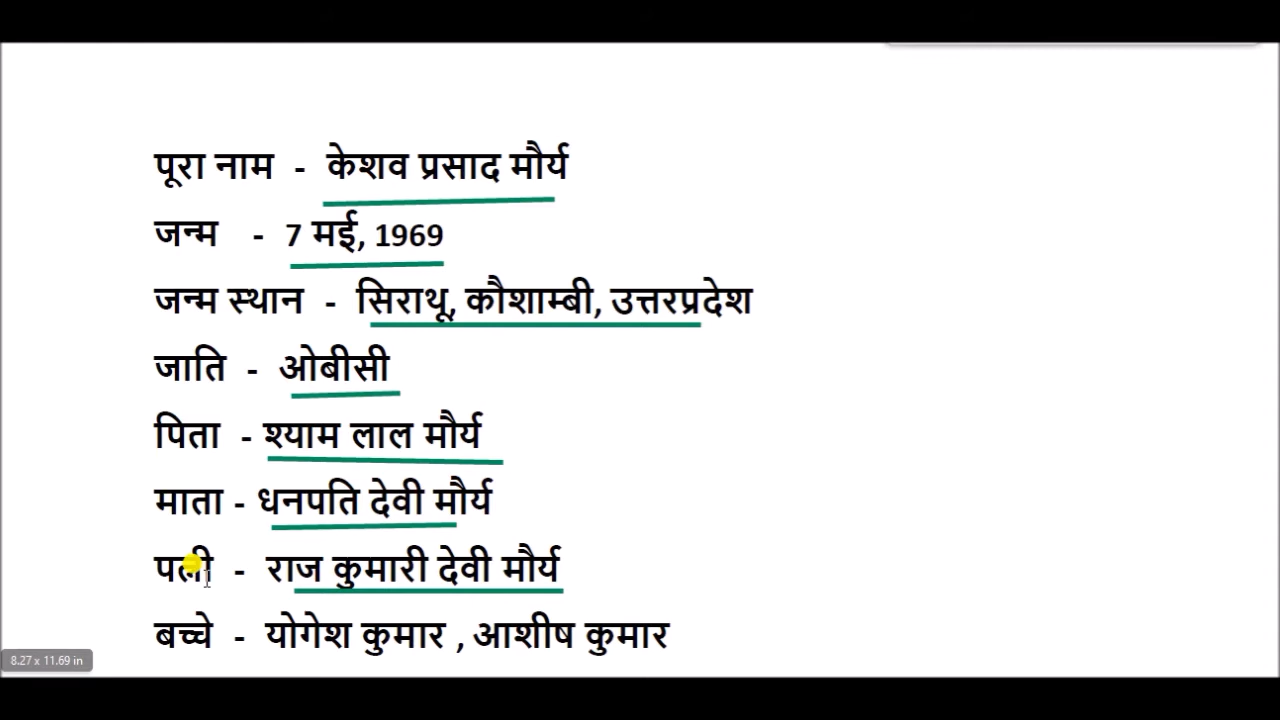 पूरा नाम - केशव प्रसाद मौर्य
जन्म - 7 मई, 1969
जन्म स्थान - सिराथू, कौशाम्बी, उत्तरप्रदेश
जाति - ओबीसी
पिता - श्याम लाल मौर्य
माता - धनपति देवी मौर्य
पत्नी - राज कुमारी देवी मौर्य
बच्चे - योगेश कुमार , आशीष कुमार
8.27 x 11.69 in